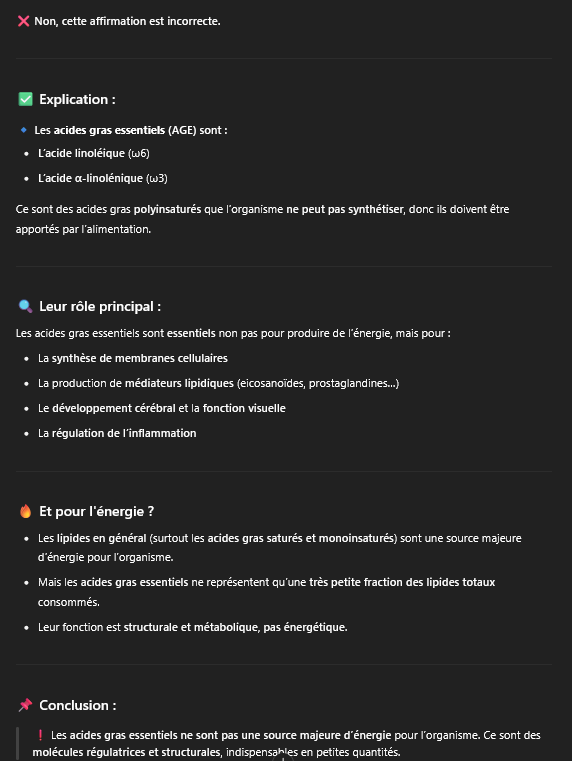 ❌ Non, cette affirmation est incorrecte.
✅ Explication :
🔹 Les acides gras essentiels (AGE) sont :
• L'acide linoléique (ω6)
• L'acide α-linolénique (ω3)
Ce sont des acides gras polyinsaturés que l'organisme ne peut pas synthétiser, donc ils doivent être
apportés par l'alimentation.
🔍 Leur rôle principal :
Les acides gras essentiels sont essentiels non pas pour produire de l'énergie, mais pour :
• La synthèse de membranes cellulaires
• La production de médiateurs lipidiques (eicosanoïdes, prostaglandines...)
• Le développement cérébral et la fonction visuelle
• La régulation de l'inflammation
🔥 Et pour l'énergie ?
• Les lipides en général (surtout les acides gras saturés et monoinsaturés) sont une source majeure
d'énergie pour l'organisme.
• Mais les acides gras essentiels ne représentent qu'une très petite fraction des lipides totaux
consommés.
• Leur fonction est structurale et métabolique, pas énergétique.
📌 Conclusion :
❗ Les acides gras essentiels ne sont pas une source majeure d'énergie pour l'organisme. Ce sont des
molécules régulatrices et structurales, indispensables en petites quantités.